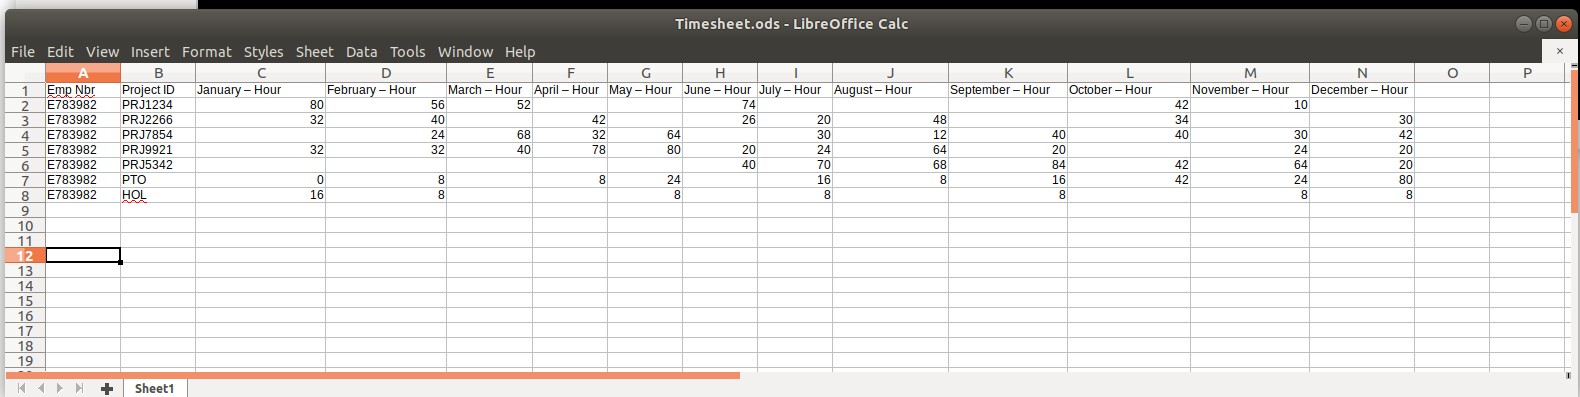 Timesheet.ods - LibreOffice Calc
File Edit View Insert Format Styles Sheet Data Tools Window Help
A B C D E F G H I J K L M N O P
1 Emp Nbr Project ID January – Hour February – Hour March – Hour April – Hour May – Hour June – Hour July – Hour August – Hour September – Hour October – Hour November – Hour December – Hour
2 E783982 PRJ1234 80 56 52 74 42 10
3 E783982 PRJ2266 32 40 42 26 20 48 34 30
4 E783982 PRJ7854 24 68 32 64 30 12 40 40 30 42
5 E783982 PRJ9921 32 32 40 78 80 20 24 64 20 24 20
6 E783982 PRJ5342 40 70 68 84 42 64 20
7 E783982 PTO 0 8 8 24 16 8 16 42 24 80
8 E783982 HOL 16 8 8 8 8 8 8
9
10
11
12
13
14
15
16
17
18
19
Sheet1